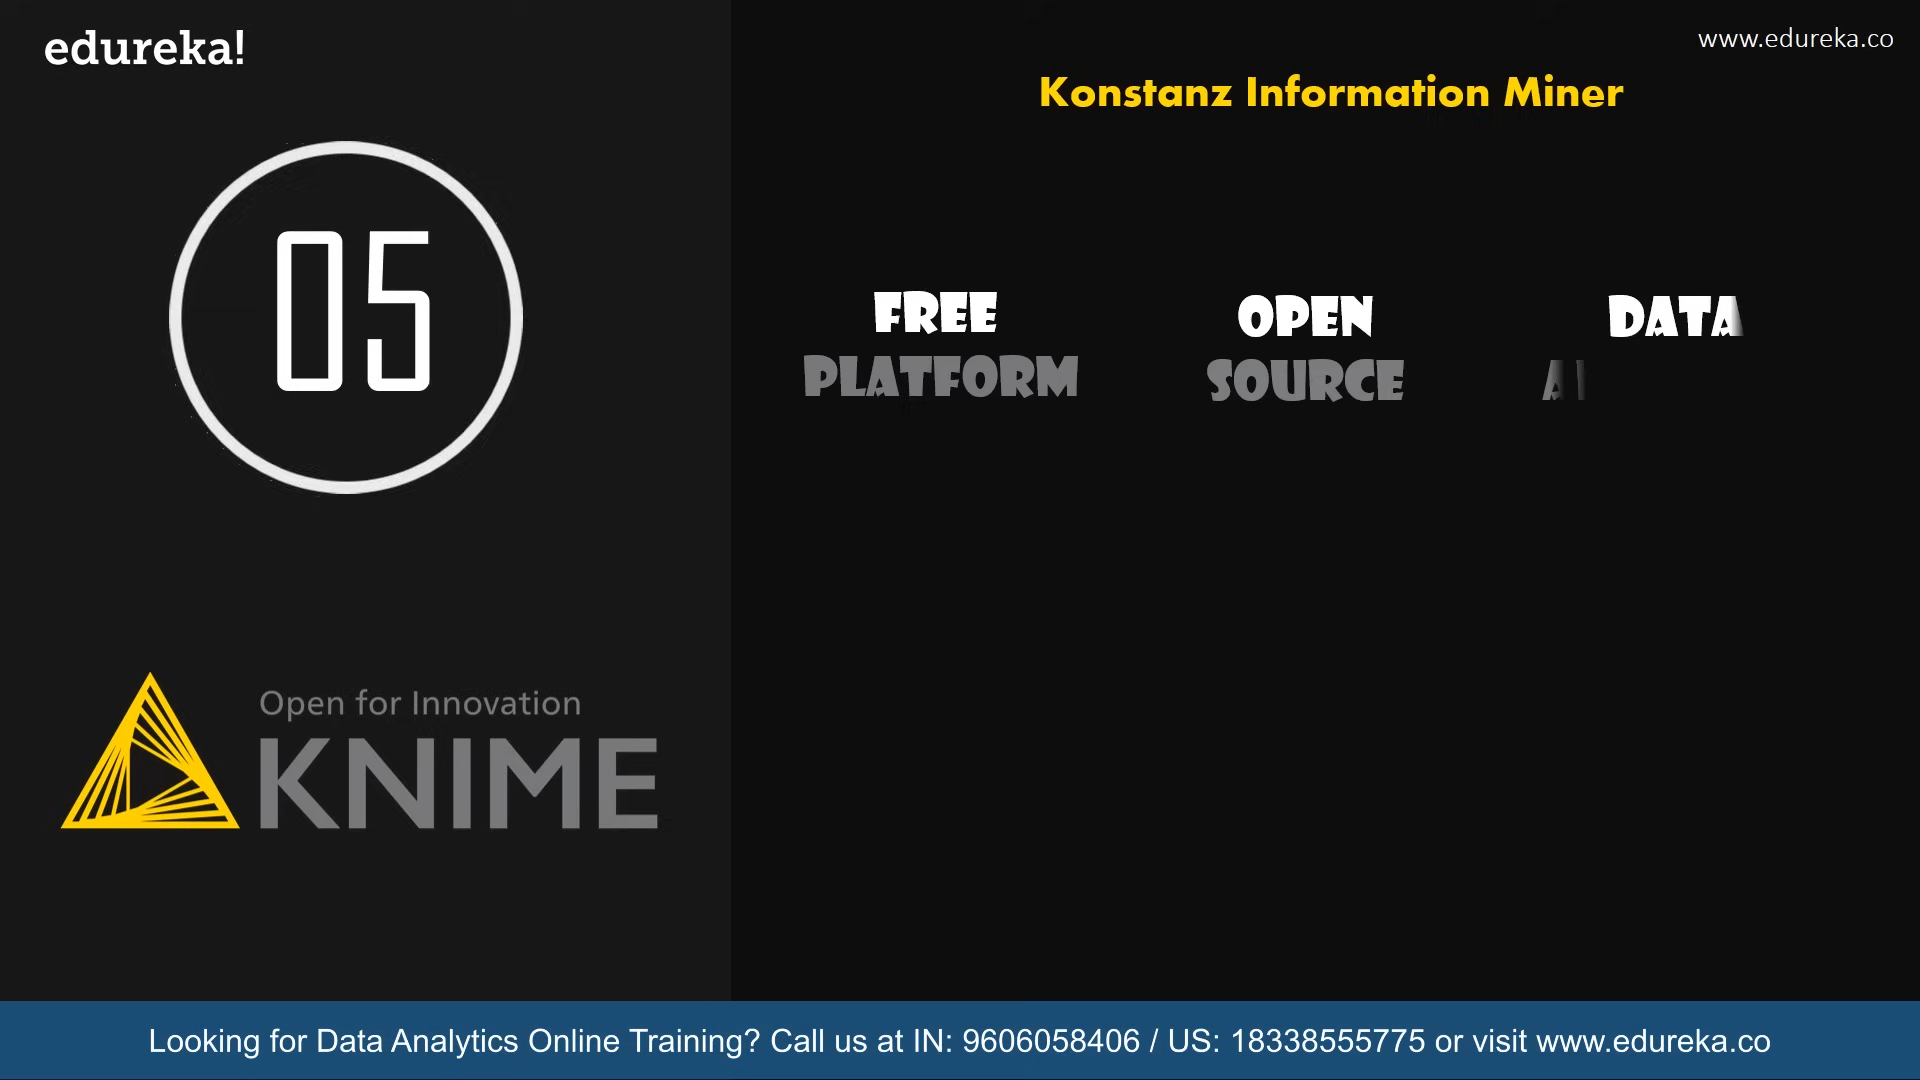 edureka!
www.edureka.co
Konstanz Information Miner
05
FREE
PLATFORM
OPEN
SOURCE
DATA
Open for Innovation
KNIME
Looking for Data Analytics Online Training? Call us at IN: 9606058406 / US: 18338555775 or visit www.edureka.co